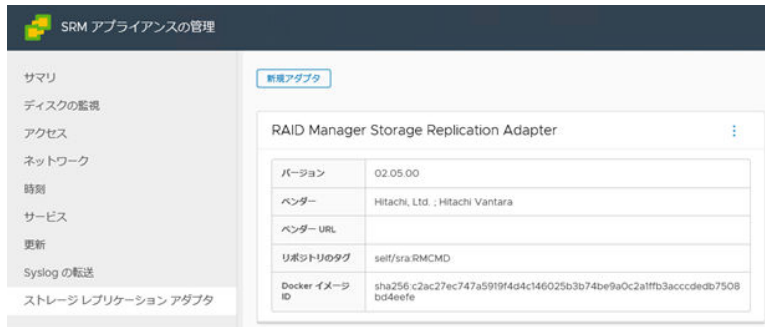 SRM アプライアンスの管理
サマリ
ディスクの監視
アクセス
ネットワーク
時刻
サービス
更新
Syslog の転送
ストレージ レプリケーション アダプタ
新規アダプタ
RAID Manager Storage Replication Adapter
バージョン 02.05.00
ベンダー Hitachi, Ltd. ; Hitachi Vantara
ベンダー URL
リポジトリのタグ self/sra:RMCMD
Docker イメージ ID sha256:c2ac27ec747a5919f4d4c146025b3b74be9a0c2a1ffb3acccdedb7508
bd4eefe